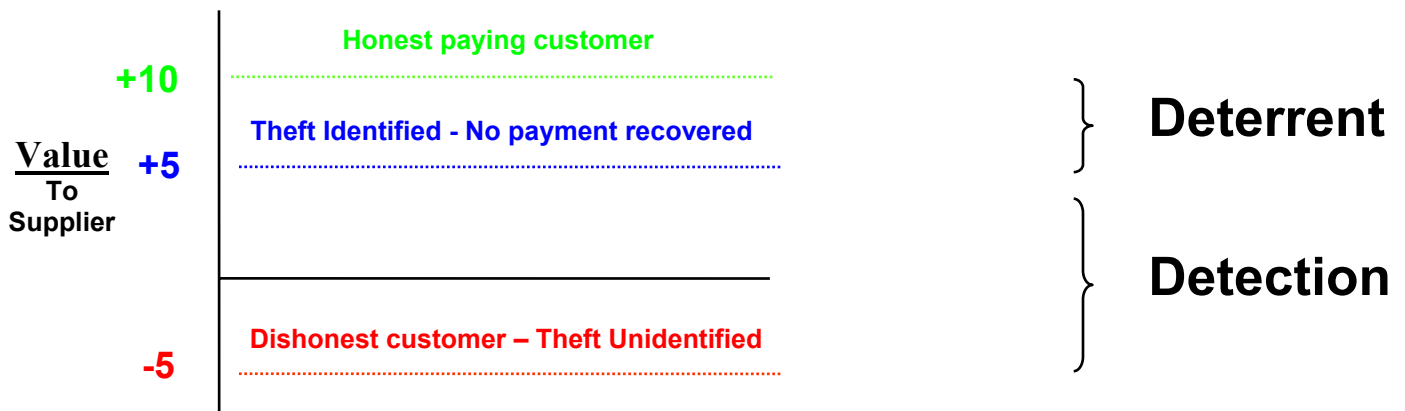 Honest paying customer
+10
Theft Identified - No payment recovered
Deterrent
Value
To
Supplier
+5
Detection
Dishonest customer – Theft Unidentified
-5